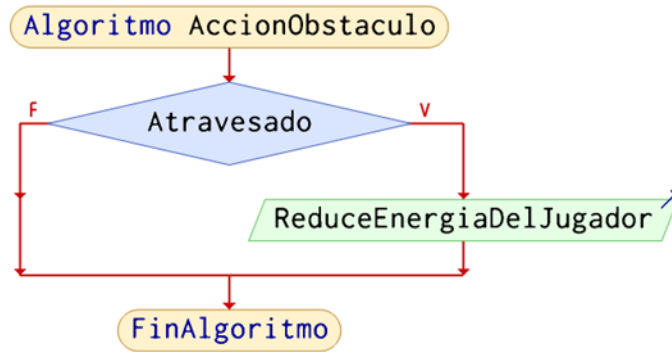 Algoritmo AccionObstaculo
Atravesado
F
V
ReduceEnergiaDelJugador
FinAlgoritmo